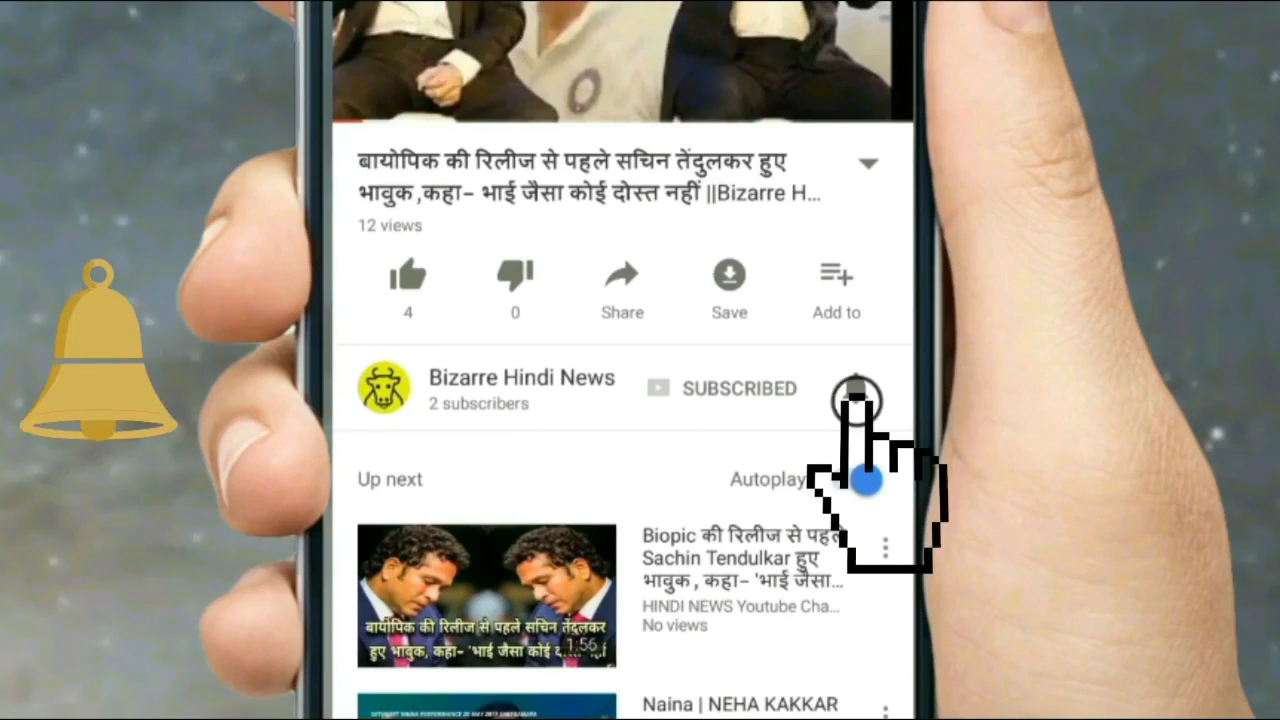 बायोपिक की रिलीज से पहले सचिन तेंदुलकर हुए
भावुक,कहा– भाई जैसा कोई दोस्त नहीं ||Bizarre H...
12 views
4
0
Share
Save
Add to
Bizarre Hindi News
2 subscribers
SUBSCRIBED
Up next
Autoplay
Biopic की रिलीज से पहले
Sachin Tendulkar हुए
भावुक, कहा– 'भाई जैसा...
HINDI NEWS Youtube Cha...
No views
बायोपिक की रिलीज से पहले सचिन तेंदुलकर
हुए भावुक, कहा– 'भाई जैसा कोई
1:56
Naina | NEHA KAKKAR